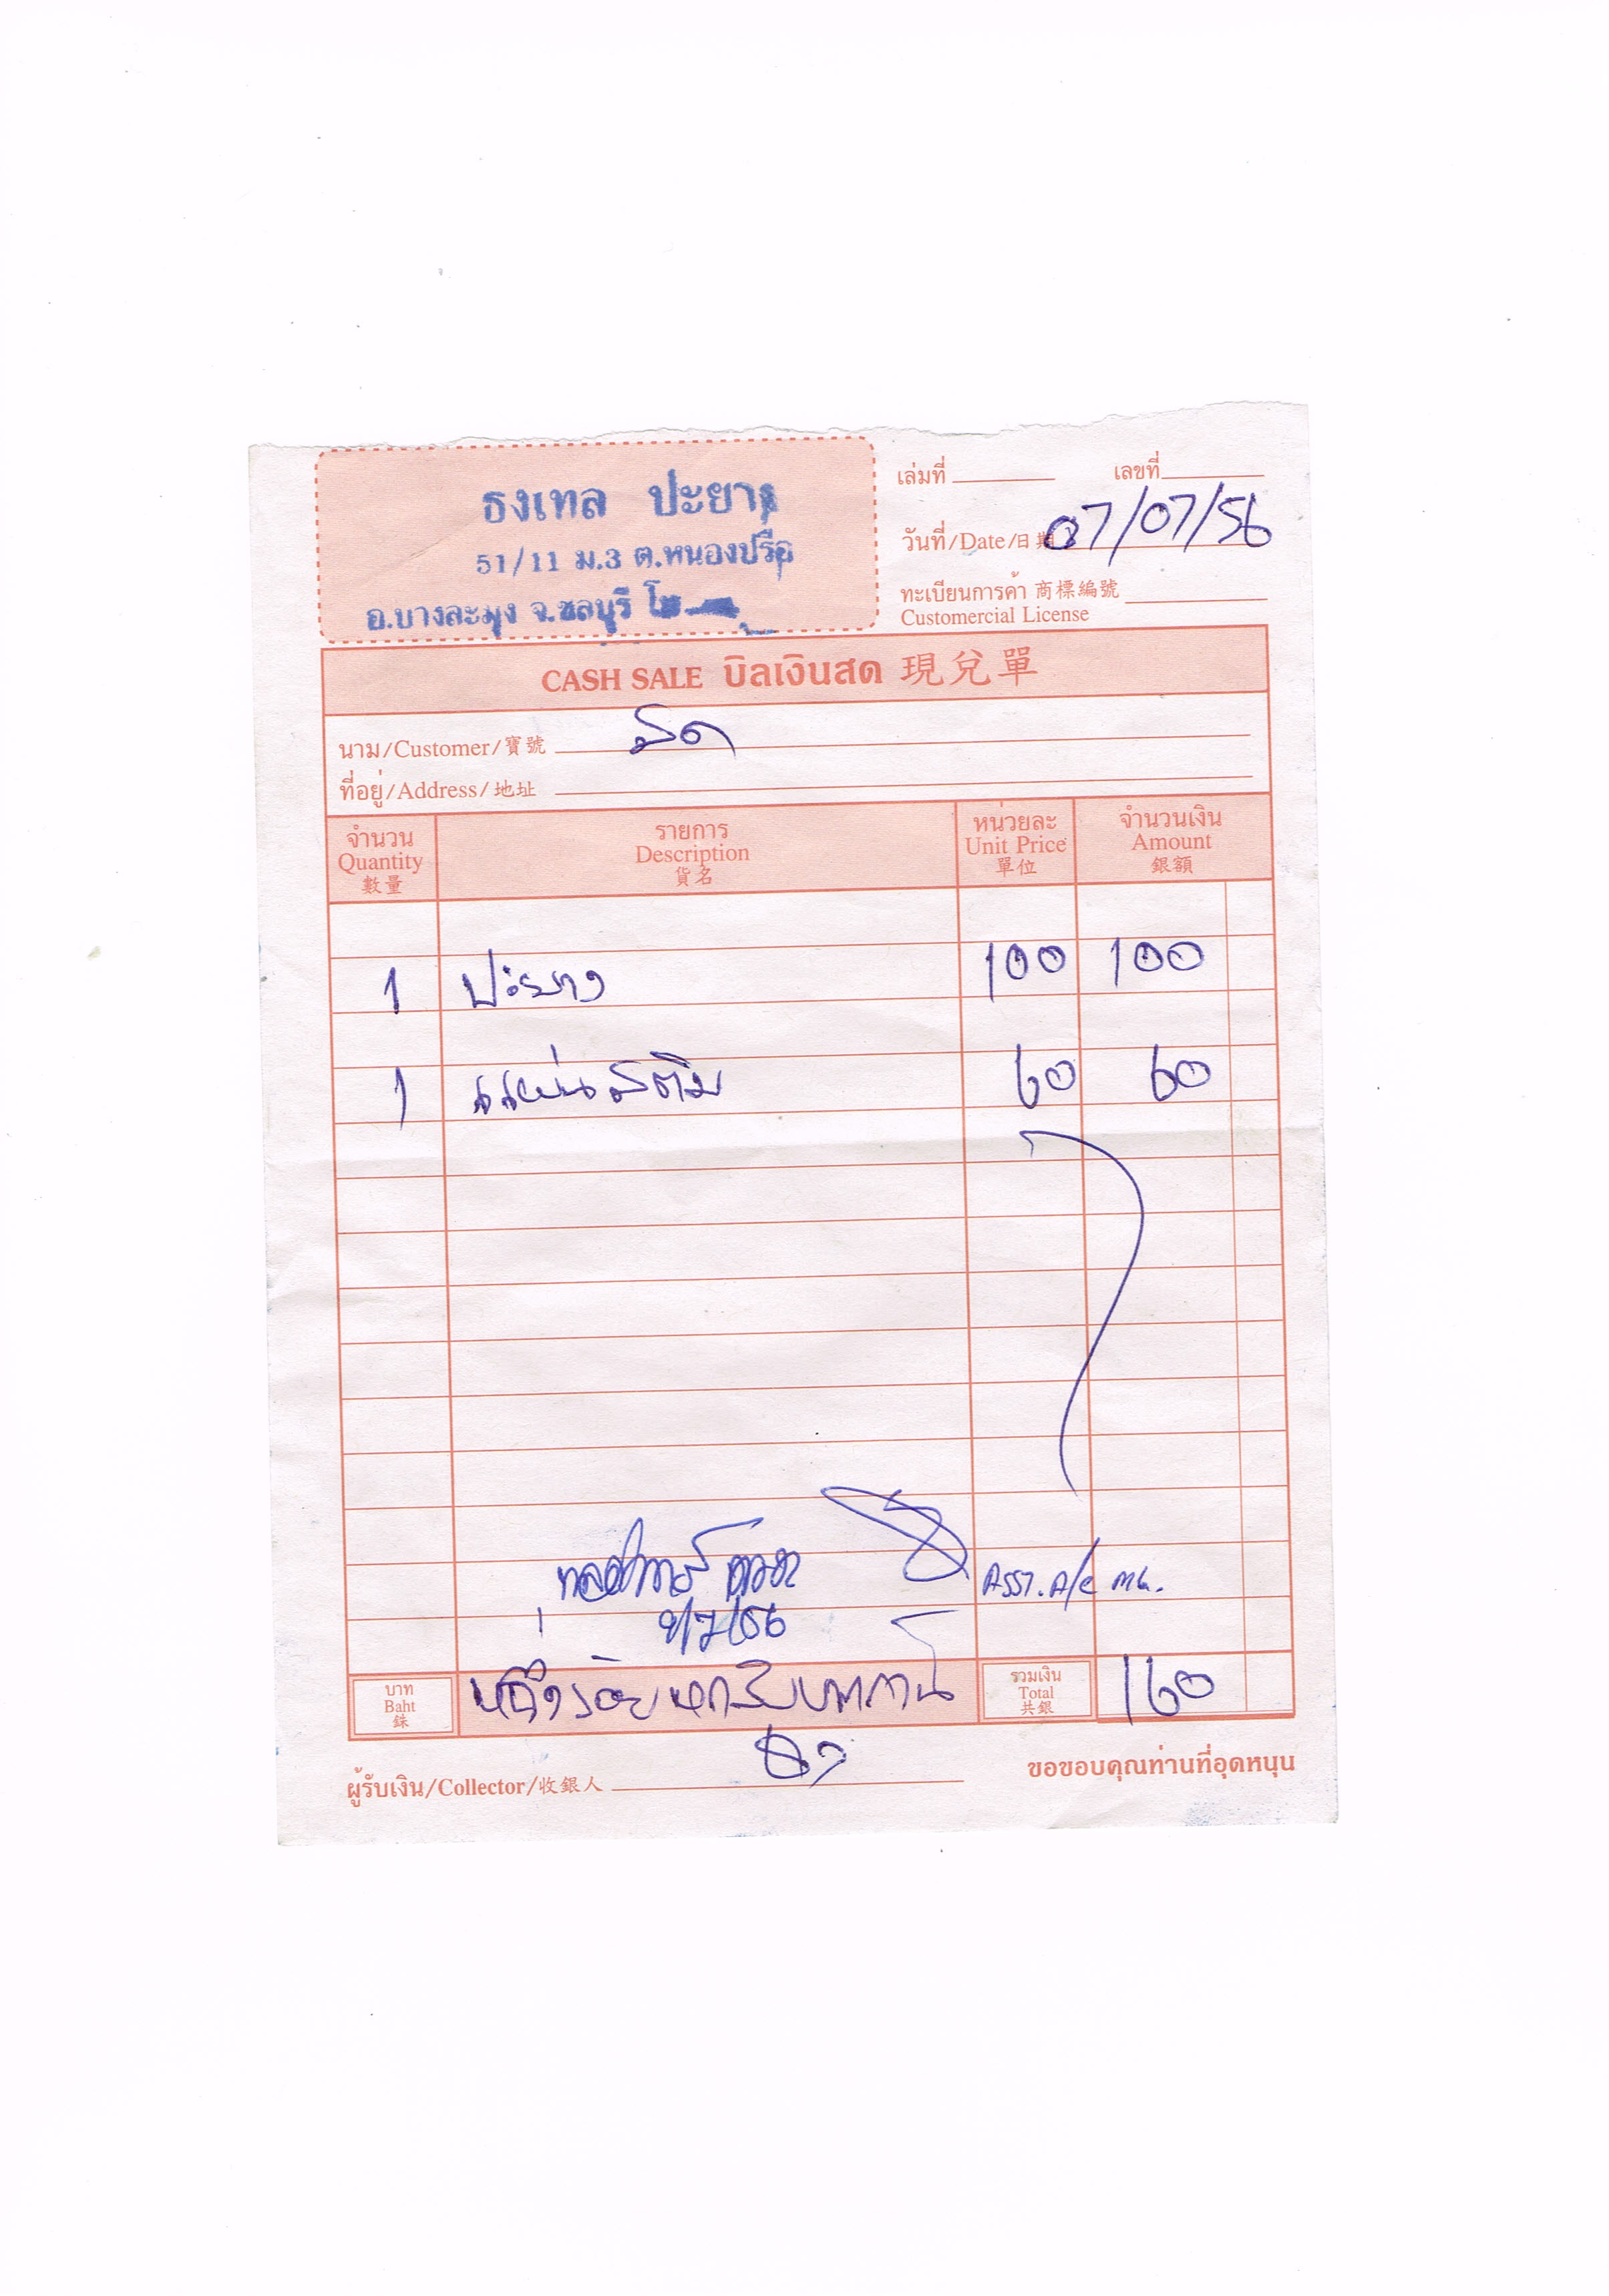 ธงเทล ปะยาง
51/11 ม.3 ต.หนองปรือ
อ.บางละมุง จ.ชลบุรี
เล่มที่ เลขที่
วันที่/Date/日期 07/07/56
ทะเบียนการค้า 商標編號
Customercial License
CASH SALE บิลเงินสด 現兌單
นาม/Customer/寶號 สด
ที่อยู่/Address/地址
จำนวน รายการ หน่วยละ จำนวนเงิน
Quantity Description Unit Price Amount
數量 貨名 單位 銀額
1 ปะยาง 100 100
1 แผ่นสตีม 60 60
ASST. A/C MG.
9/7/56
บาท หนึ่งร้อยหกสิบบาทถ้วน รวมเงิน 160
Baht Total
銖 共銀
ผู้รับเงิน/Collector/收銀人
ขอขอบคุณท่านที่อุดหนุน